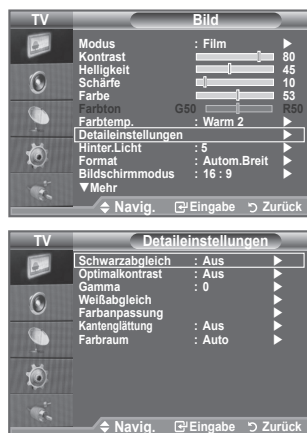 TV Bild
Modus : Film
Kontrast 80
Helligkeit 45
Schärfe 10
Farbe 53
Farbton G50 R50
Farbtemp. : Warm 2
Detaileinstellungen
Hinter.Licht : 5
Format : Autom.Breit
Bildschirmmodus : 16 : 9
▼Mehr
Navig. Eingabe Zurück
TV Detaileinstellungen
Schwarzabgleich : Aus
Optimalkontrast : Aus
Gamma : 0
Weißabgleich
Farbanpassung
Kantenglättung : Aus
Farbraum : Auto
Navig. Eingabe Zurück